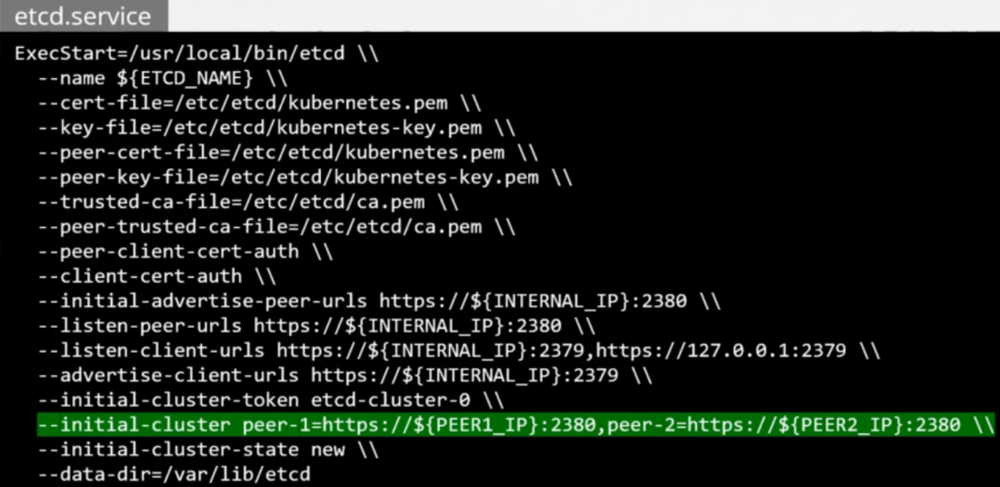 etcd.service
ExecStart=/usr/local/bin/etcd \\
--name ${ETCD_NAME} \\
--cert-file=/etc/etcd/kubernetes.pem \\
--key-file=/etc/etcd/kubernetes-key.pem \\
--peer-cert-file=/etc/etcd/kubernetes.pem \\
--peer-key-file=/etc/etcd/kubernetes-key.pem \\
--trusted-ca-file=/etc/etcd/ca.pem \\
--peer-trusted-ca-file=/etc/etcd/ca.pem \\
--peer-client-cert-auth \\
--client-cert-auth \\
--initial-advertise-peer-urls https://${INTERNAL_IP}:2380 \\
--listen-peer-urls https://${INTERNAL_IP}:2380 \\
--listen-client-urls https://${INTERNAL_IP}:2379,https://127.0.0.1:2379 \\
--advertise-client-urls https://${INTERNAL_IP}:2379 \\
--initial-cluster-token etcd-cluster-0 \\
--initial-cluster peer-1=https://${PEER1_IP}:2380,peer-2=https://${PEER2_IP}:2380 \\
--initial-cluster-state new \\
--data-dir=/var/lib/etcd